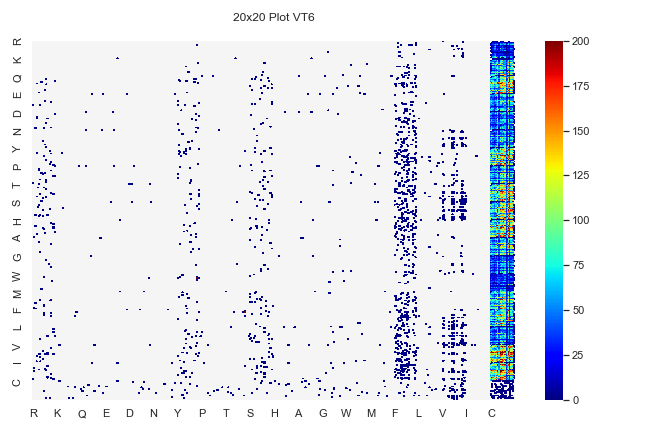 20x20 Plot VT6
R
K
Q
E
D
N
Y
P
T
S
H
A
G
W
M
F
L
V
I
C
R K Q E D N Y P T S H A G W M F L V I C
200
175
150
125
100
75
50
25
0